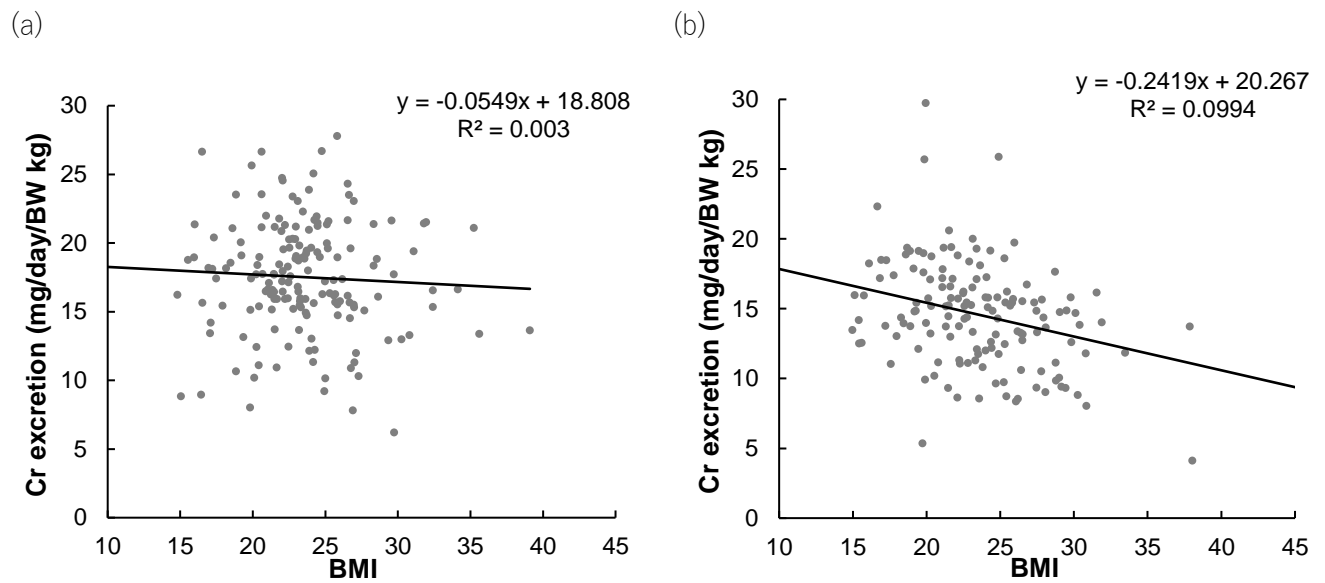 (a)
y = -0.0549x + 18.808
R² = 0.003
Cr excretion (mg/day/BW kg)
30
25
20
15
10
5
0
10 15 20 25 30 35 40 45
BMI
(b)
y = -0.2419x + 20.267
R² = 0.0994
Cr excretion (mg/day/BW kg)
30
25
20
15
10
5
0
10 15 20 25 30 35 40 45
BMI